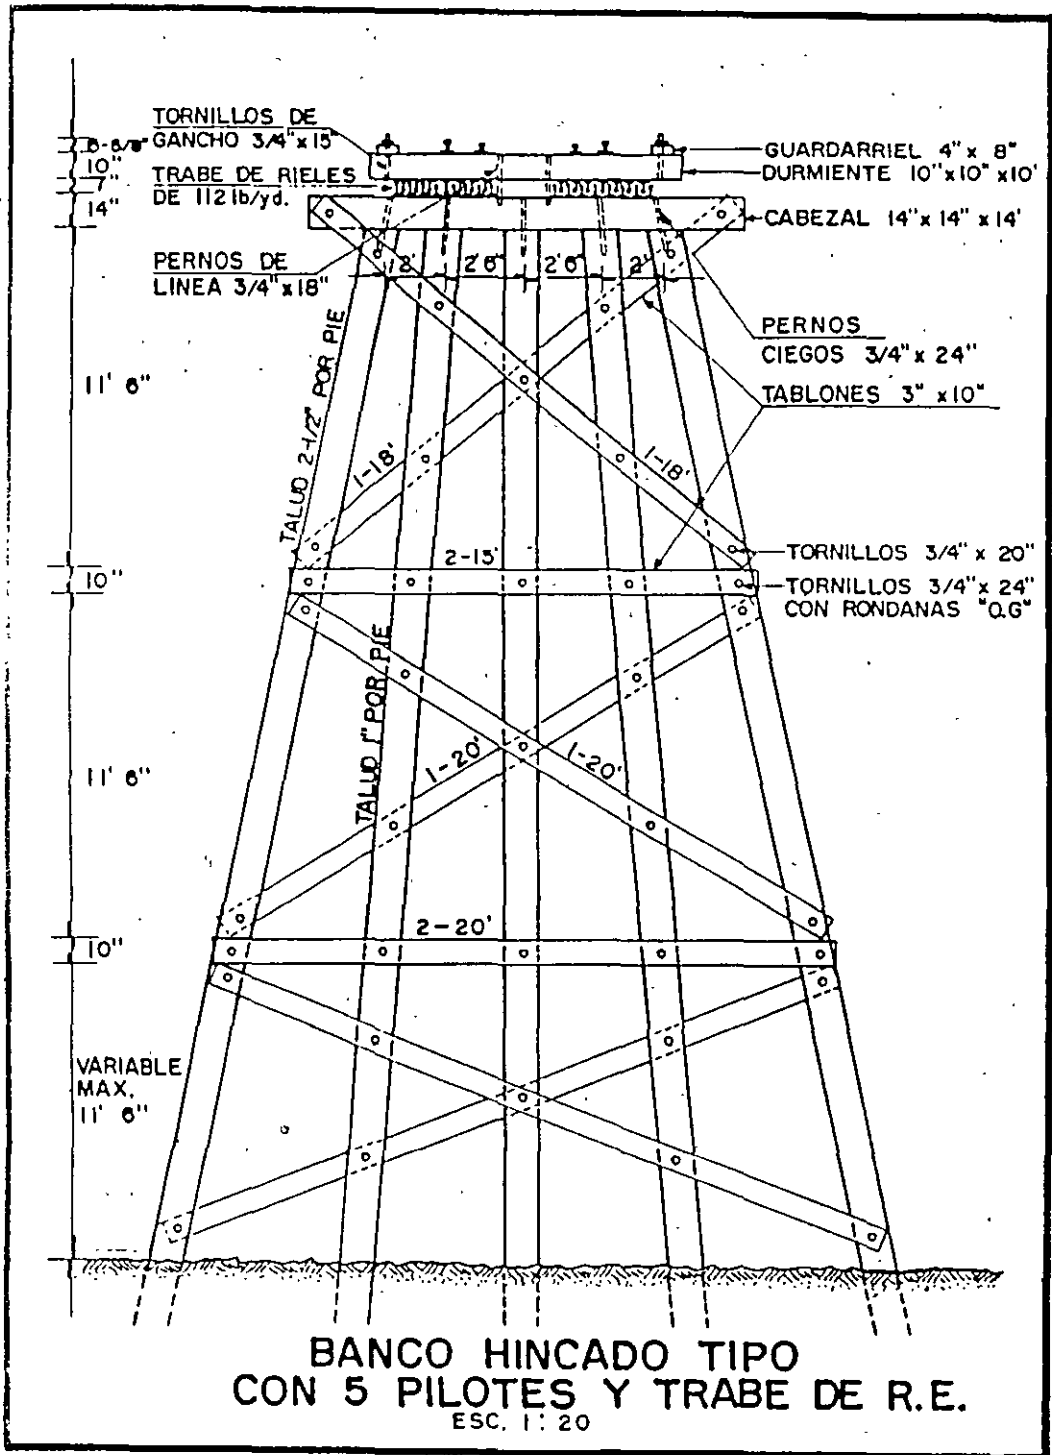 TORNILLOS DE
GANCHO 3/4" x 15"
TRABE DE RIELES
DE 112 lb/yd.
10"
7"
14"
GUARDARRIEL 4" x 8"
DURMIENTE 10"x10"x10'
CABEZAL 14"x 14"x 14'
PERNOS DE
LINEA 3/4"x18"
2'
2'6"
2'6"
2'
PERNOS
CIEGOS 3/4" x 24"
TABLONES 3" x10"
11' 6"
TALUD 2-1/2" POR PIE
1-18'
1-18'
TORNILLOS 3/4" x 20"
10"
2-15'
TORNILLOS 3/4"x 24"
CON RONDANAS "O.G"
TALUD 1" POR PIE
11' 6"
1-20'
1-20'
10"
2-20'
VARIABLE
MAX.
11' 6"
BANCO HINCADO TIPO
CON 5 PILOTES Y TRABE DE R.E.
ESC. 1:20